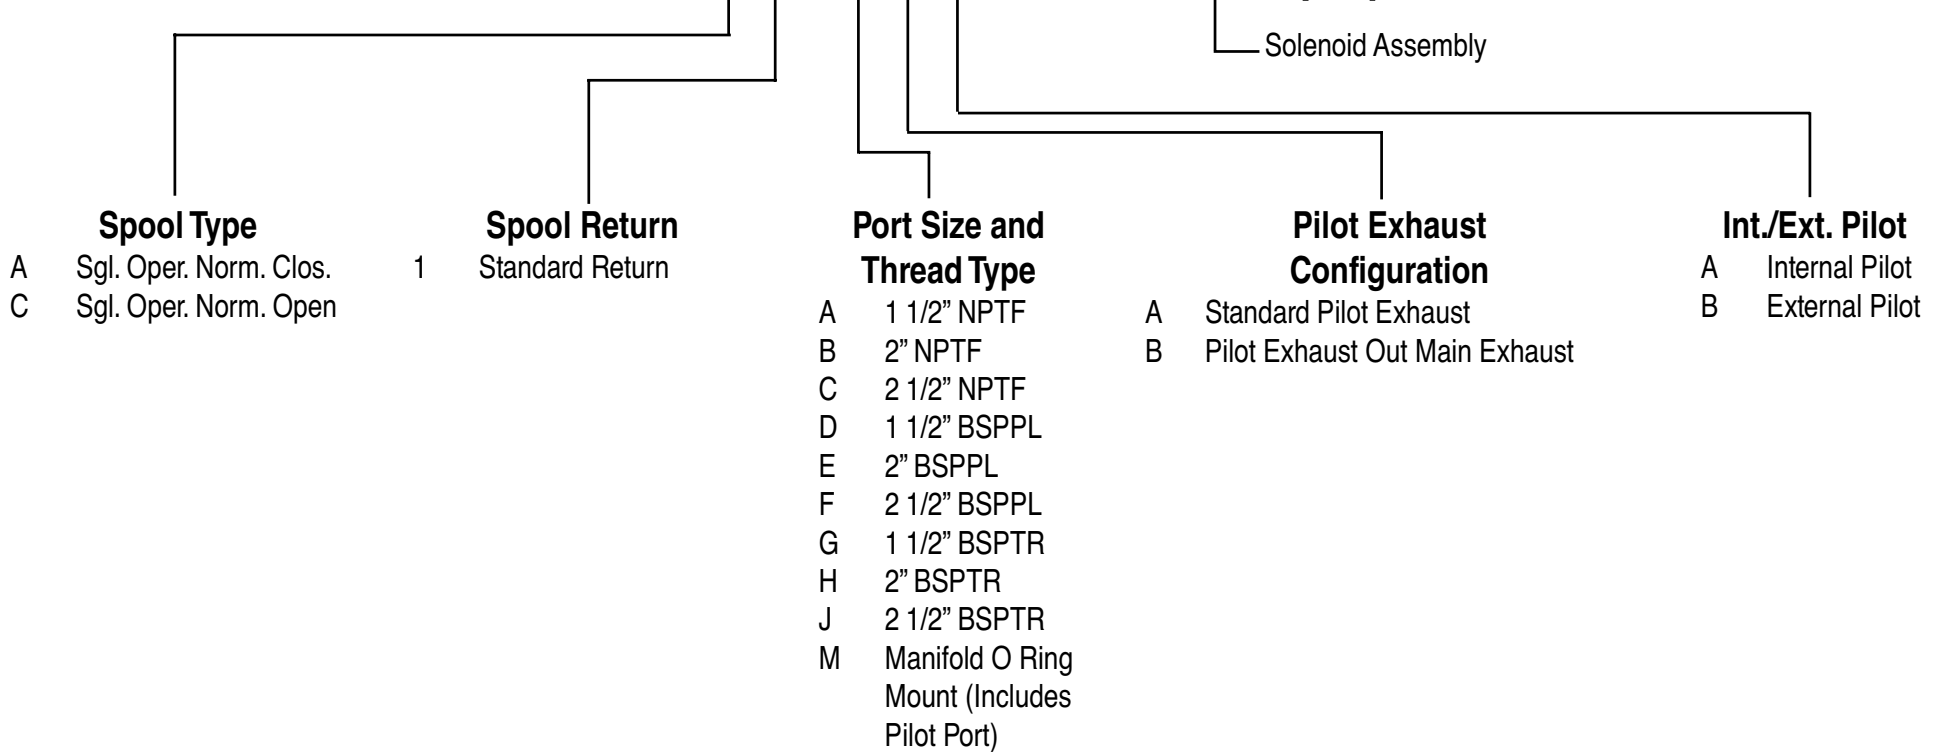 Solenoid Assembly
Spool Type
A Sgl. Oper. Norm. Clos.
C Sgl. Oper. Norm. Open
Spool Return
1 Standard Return
Port Size and
Thread Type
A 1 1/2” NPTF
B 2” NPTF
C 2 1/2” NPTF
D 1 1/2” BSPPL
E 2” BSPPL
F 2 1/2” BSPPL
G 1 1/2” BSPTR
H 2” BSPTR
J 2 1/2” BSPTR
M Manifold O Ring
Mount (Includes
Pilot Port)
Pilot Exhaust
Configuration
A Standard Pilot Exhaust
B Pilot Exhaust Out Main Exhaust
Int./Ext. Pilot
A Internal Pilot
B External Pilot